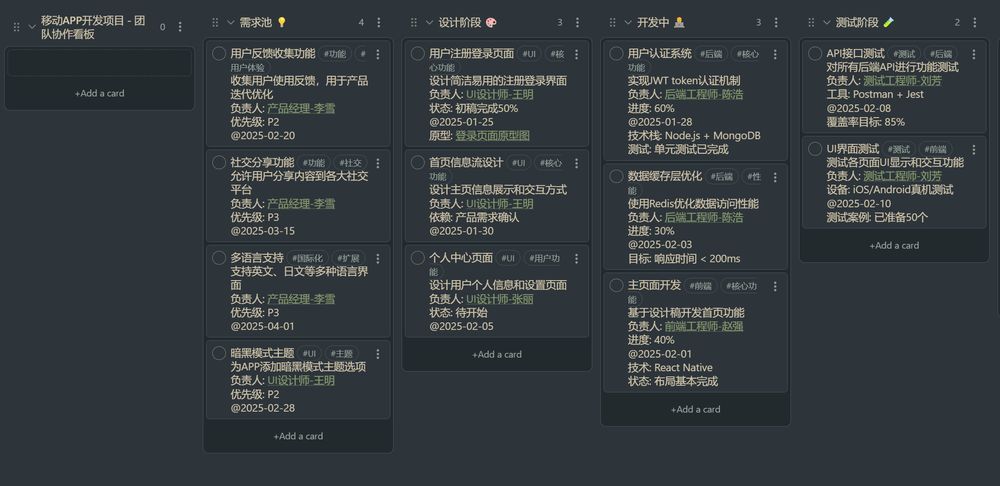 移动APP开发项目 - 团
队协作看板
0
+Add a card
需求池 💡
4
用户反馈收集功能 #功能 #
用户体验
收集用户使用反馈，用于产品
迭代优化
负责人: 产品经理-李雪
优先级: P2
@2025-02-20
社交分享功能 #功能 #社交
允许用户分享内容到各大社交
平台
负责人: 产品经理-李雪
优先级: P3
@2025-03-15
多语言支持 #国际化 #扩展
支持英文、日文等多种语言界
面
负责人: 产品经理-李雪
优先级: P3
@2025-04-01
暗黑模式主题 #UI #主题
为APP添加暗黑模式主题选项
负责人: UI设计师-王明
优先级: P2
@2025-02-28
+Add a card
设计阶段 🎨
3
用户注册登录页面 #UI #核
心功能
设计简洁易用的注册登录界面
负责人: UI设计师-王明
状态: 初稿完成50%
@2025-01-25
原型: 登录页面原型图
首页信息流设计 #UI #核心
功能
设计主页信息展示和交互方式
负责人: UI设计师-王明
依赖: 产品需求确认
@2025-01-30
个人中心页面 #UI #用户功
能
设计用户个人信息和设置页面
负责人: UI设计师-张丽
状态: 待开始
@2025-02-05
+Add a card
开发中 👨‍💻
3
用户认证系统 #后端 #核心
功能
实现JWT token认证机制
负责人: 后端工程师-陈浩
进度: 60%
@2025-01-28
技术栈: Node.js + MongoDB
测试: 单元测试已完成
数据缓存层优化 #后端 #性
能
使用Redis优化数据访问性能
负责人: 后端工程师-陈浩
进度: 30%
@2025-02-03
目标: 响应时间 < 200ms
主页面开发 #前端 #核心功
能
基于设计稿开发首页功能
负责人: 前端工程师-赵强
进度: 40%
@2025-02-01
技术: React Native
状态: 布局基本完成
+Add a card
测试阶段 🧪
2
API接口测试 #测试 #后端
对所有后端API进行功能测试
负责人: 测试工程师-刘芳
工具: Postman + Jest
@2025-02-08
覆盖率目标: 85%
UI界面测试 #测试 #前端
测试各页面UI显示和交互功能
负责人: 测试工程师-刘芳
设备: iOS/Android真机测试
@2025-02-10
测试案例: 已准备50个
+Add a card